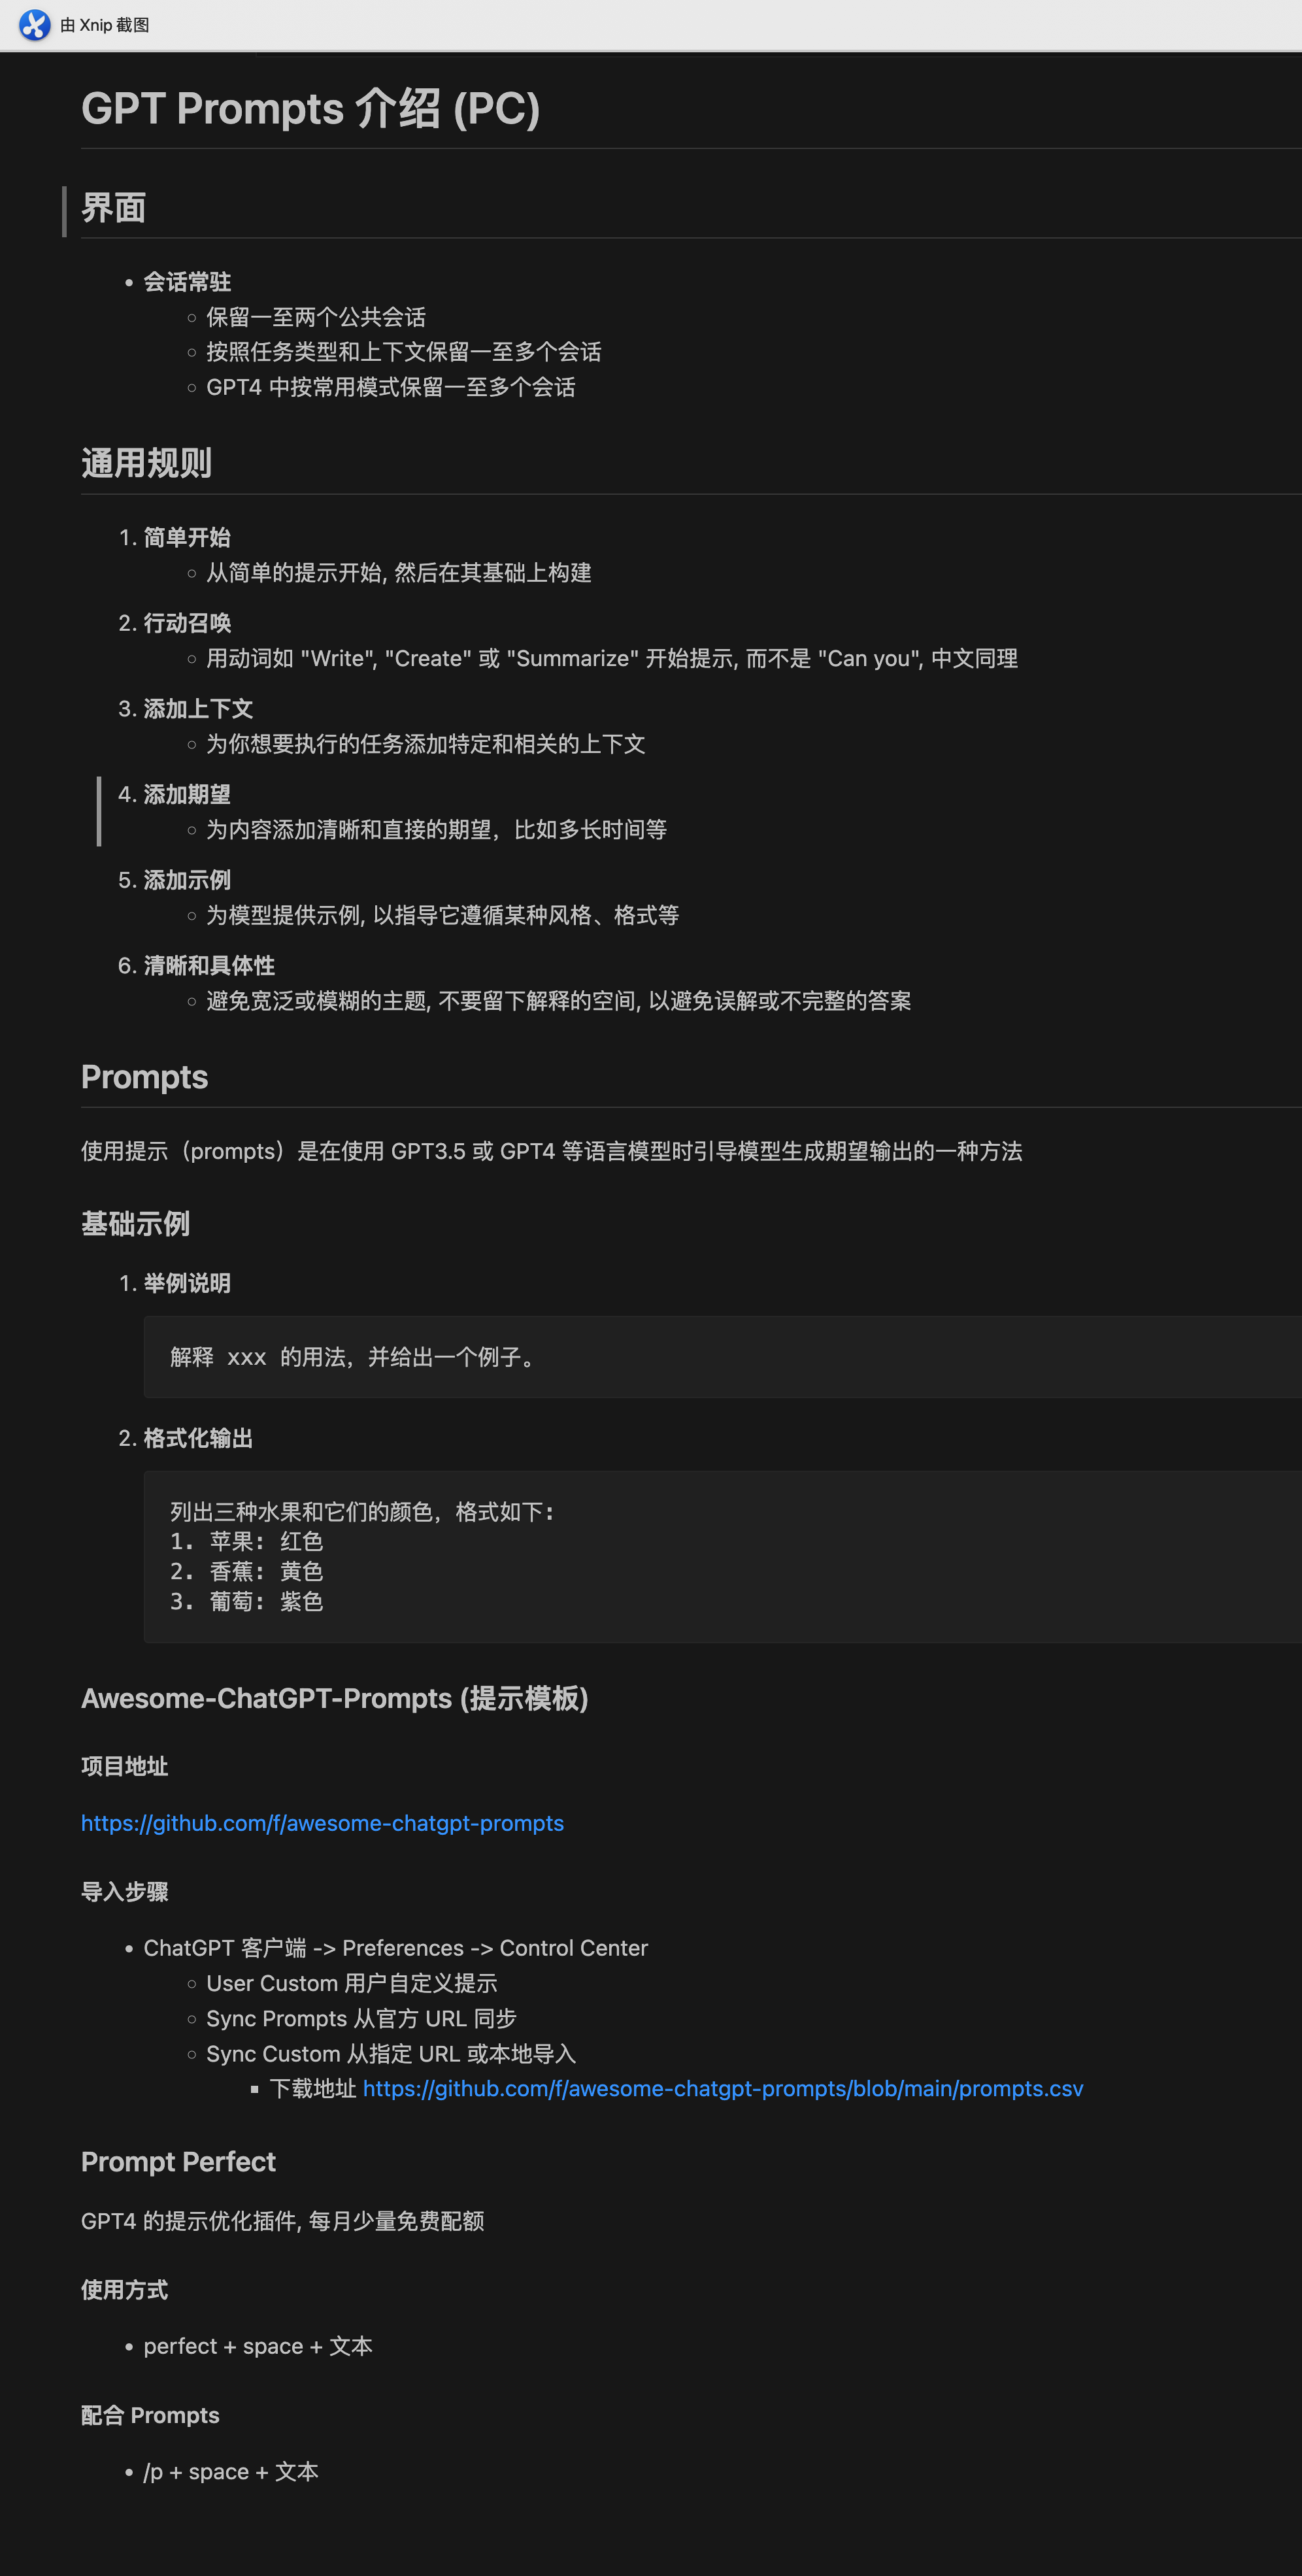 由 Xnip 截图
GPT Prompts 介绍 (PC)
界面
• 会话常驻
◦ 保留一至两个公共会话
◦ 按照任务类型和上下文保留一至多个会话
◦ GPT4 中按常用模式保留一至多个会话
通用规则
1. 简单开始
◦ 从简单的提示开始, 然后在其基础上构建
2. 行动召唤
◦ 用动词如 "Write", "Create" 或 "Summarize" 开始提示, 而不是 "Can you", 中文同理
3. 添加上下文
◦ 为你想要执行的任务添加特定和相关的上下文
4. 添加期望
◦ 为内容添加清晰和直接的期望，比如多长时间等
5. 添加示例
◦ 为模型提供示例, 以指导它遵循某种风格、格式等
6. 清晰和具体性
◦ 避免宽泛或模糊的主题, 不要留下解释的空间, 以避免误解或不完整的答案
Prompts
使用提示（prompts）是在使用 GPT3.5 或 GPT4 等语言模型时引导模型生成期望输出的一种方法
基础示例
1. 举例说明
解释 xxx 的用法，并给出一个例子。
2. 格式化输出
列出三种水果和它们的颜色，格式如下:
1. 苹果: 红色
2. 香蕉: 黄色
3. 葡萄: 紫色
Awesome-ChatGPT-Prompts (提示模板)
项目地址
https://github.com/f/awesome-chatgpt-prompts
导入步骤
• ChatGPT 客户端 -> Preferences -> Control Center
◦ User Custom 用户自定义提示
◦ Sync Prompts 从官方 URL 同步
◦ Sync Custom 从指定 URL 或本地导入
▪ 下载地址 https://github.com/f/awesome-chatgpt-prompts/blob/main/prompts.csv
Prompt Perfect
GPT4 的提示优化插件, 每月少量免费配额
使用方式
• perfect + space + 文本
配合 Prompts
• /p + space + 文本